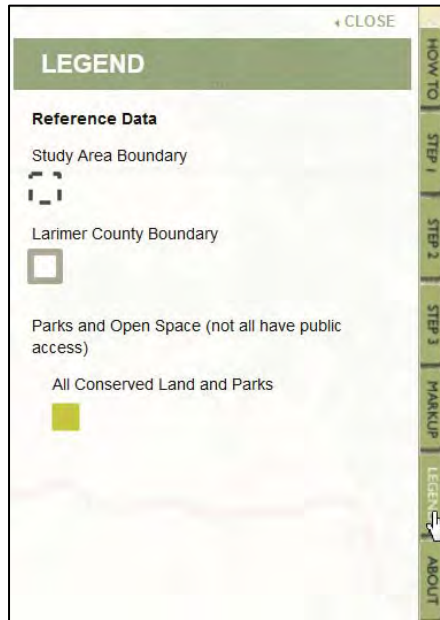 CLOSE
LEGEND
Reference Data
Study Area Boundary
Larimer County Boundary
Parks and Open Space (not all have public
access)
All Conserved Land and Parks
HOW TO
STEP 1
STEP 2
STEP 3
MARKUP
LEGEND
ABOUT